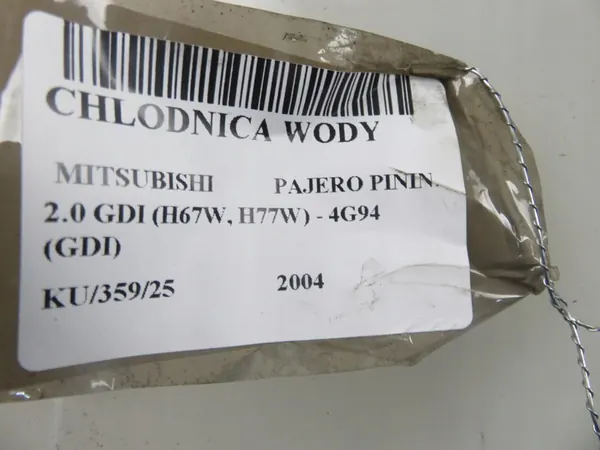 CHLODNICA WODY
MITSUBISHI PAJERO PININ.
2.0 GDI (H67W, H77W) - 4G94
(GDI)
KU/359/25 2004